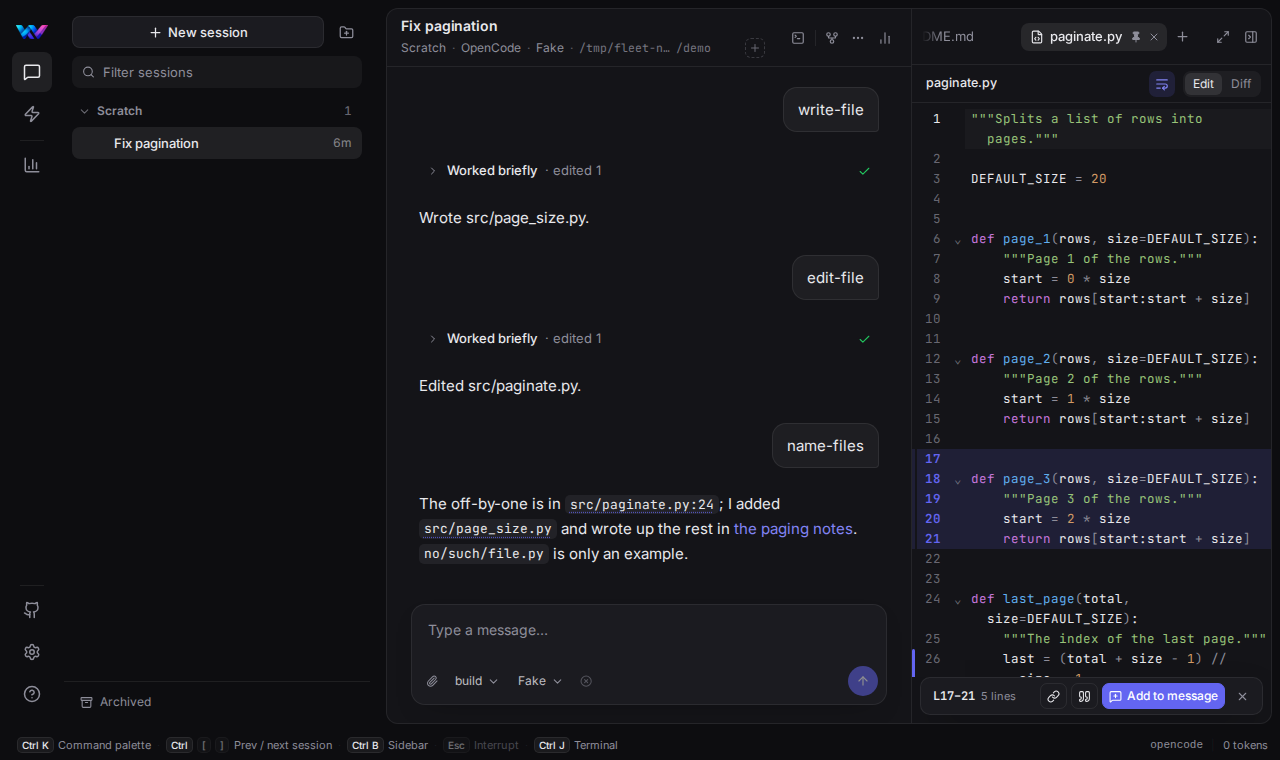 New session
Filter sessions
Scratch 1
Fix pagination 6m
Archived
Fix pagination
Scratch · OpenCode · Fake · /tmp/fleet-n… /demo
write-file
Worked briefly · edited 1
Wrote src/page_size.py.
edit-file
Worked briefly · edited 1
Edited src/paginate.py.
name-files
The off-by-one is in src/paginate.py:24; I added
src/page_size.py and wrote up the rest in the paging notes.
no/such/file.py is only an example.
Type a message...
build Fake
OME.md paginate.py
paginate.py Edit Diff
1 """Splits a list of rows into
pages."""
2
3 DEFAULT_SIZE = 20
4
5
6 def page_1(rows, size=DEFAULT_SIZE):
7 """Page 1 of the rows."""
8 start = 0 * size
9 return rows[start:start + size]
10
11
12 def page_2(rows, size=DEFAULT_SIZE):
13 """Page 2 of the rows."""
14 start = 1 * size
15 return rows[start:start + size]
16
17
18 def page_3(rows, size=DEFAULT_SIZE):
19 """Page 3 of the rows."""
20 start = 2 * size
21 return rows[start:start + size]
22
23
24 def last_page(total,
size=DEFAULT_SIZE):
25 """The index of the last page."""
26 last = (total + size - 1) //
L17–21 5 lines Add to message
Ctrl K Command palette Ctrl [ ] Prev / next session Ctrl B Sidebar Esc Interrupt Ctrl J Terminal
opencode 0 tokens